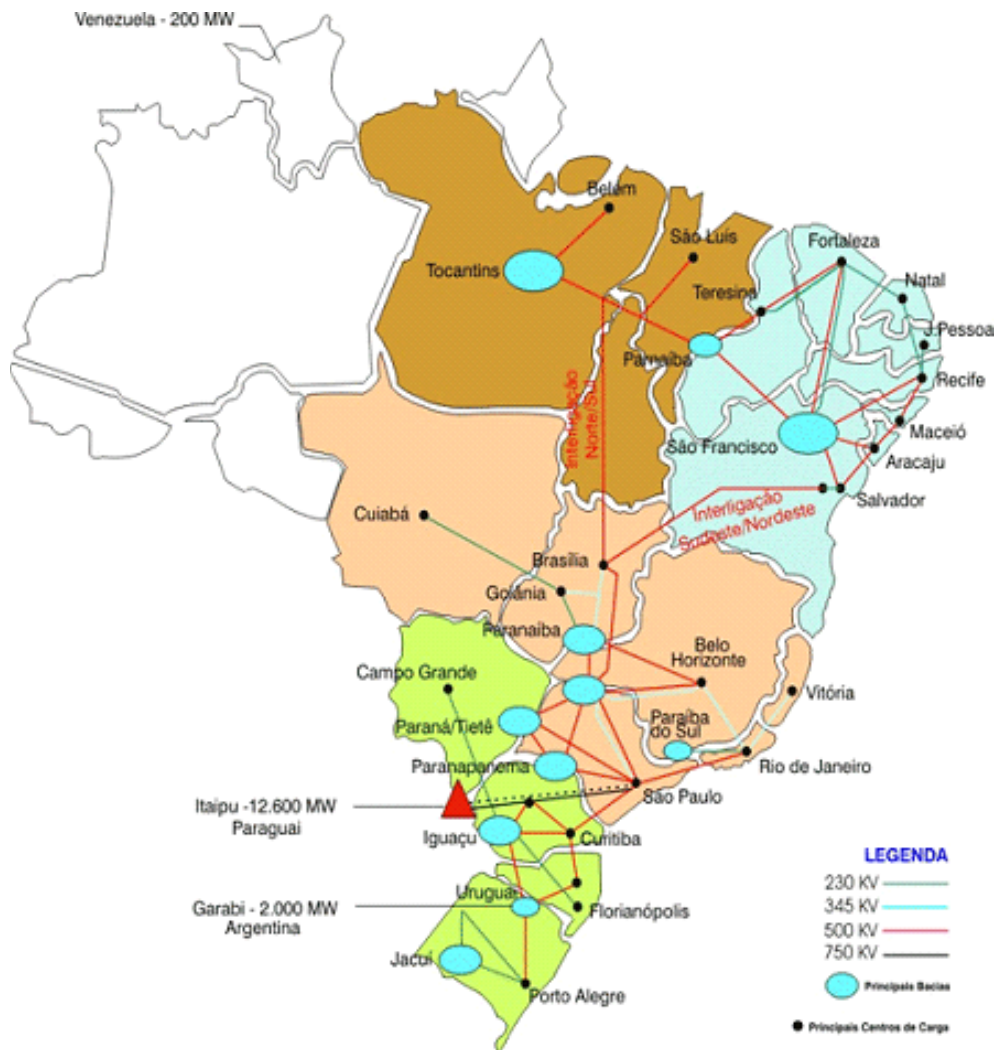 Venezuela - 200 MW
Belém
São Luís
Fortaleza
Tocantins
Teresina
Natal
J.Pessoa
Parnaíba
Recife
Interligação
Norte/Sul
São Francisco
Maceió
Aracaju
Salvador
Interligação
Sudoste/Nordeste
Cuiabá
Brasília
Goiânia
Paranaíba
Belo
Horizonte
Campo Grande
Vitória
Paraná/Tietê
Paraíba
do Sul
Paranapanema
Rio de Janeiro
São Paulo
Itaipu -12.600 MW
Paraguai
Iguaçu
Curitiba
Uruguai
Garabi - 2.000 MW
Argentina
Florianópolis
Jacuí
Porto Alegre
LEGENDA
230 KV
345 KV
500 KV
750 KV
Principais Bacias
Principais Centros de Carga